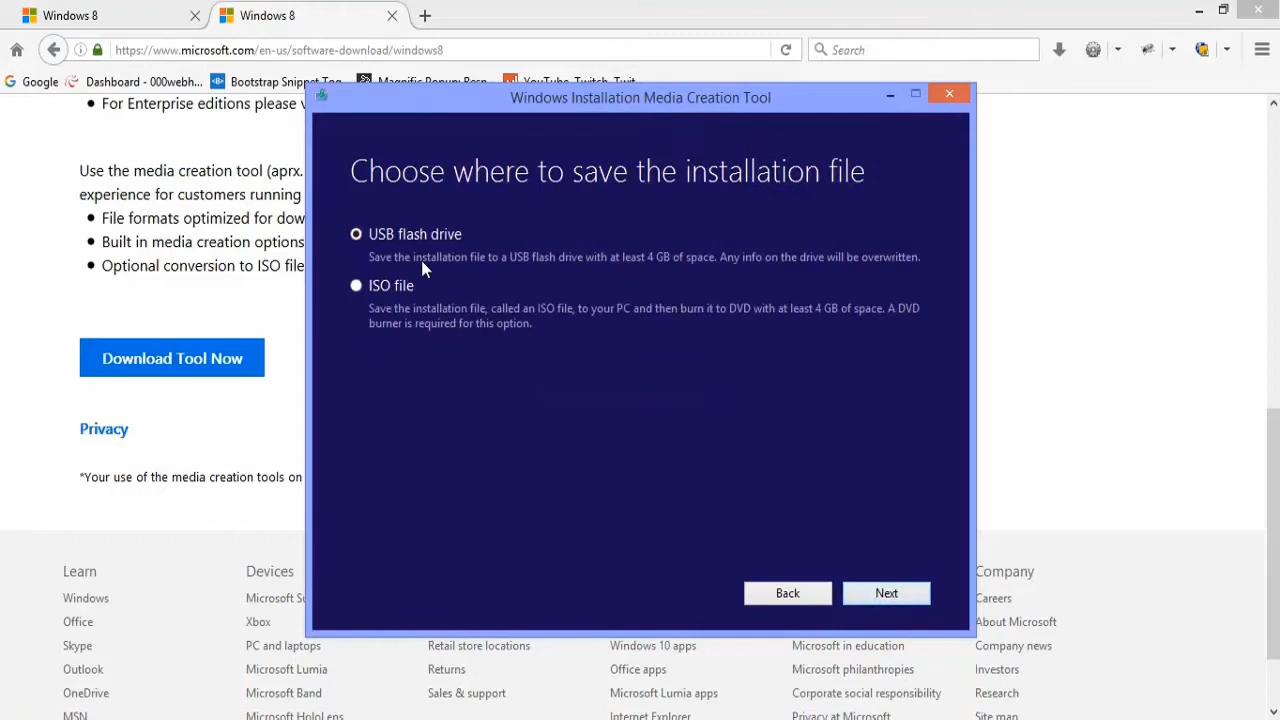 Windows 8
Windows 8
https://www.microsoft.com/en-us/software-download/windows8
Search
Google
Dashboard - 000webh...
Bootstrap Snippet
Magnific Popup:
YouTube, Twitch, Twit
• For Enterprise editions please
Use the media creation tool (aprx.
experience for customers running
• File formats optimized for dow
• Built in media creation options
• Optional conversion to ISO file
Download Tool Now
Privacy
*Your use of the media creation tools on
Windows Installation Media Creation Tool
Choose where to save the installation file
USB flash drive
Save the installation file to a USB flash drive with at least 4 GB of space. Any info on the drive will be overwritten.
ISO file
Save the installation file, called an ISO file, to your PC and then burn it to DVD with at least 4 GB of space. A DVD
burner is required for this option.
Back
Next
Learn
Windows
Office
Skype
Outlook
OneDrive
MSN
Devices
Microsoft Su
Xbox
PC and laptops
Microsoft Lumia
Microsoft Band
Microsoft HoloLens
Retail store locations
Returns
Sales & support
Windows 10 apps
Office apps
Microsoft Lumia apps
Internet Explorer
Microsoft in education
Microsoft philanthropies
Corporate social responsibility
Privacy at Microsoft
Company
Careers
About Microsoft
Company news
Investors
Research
Site map